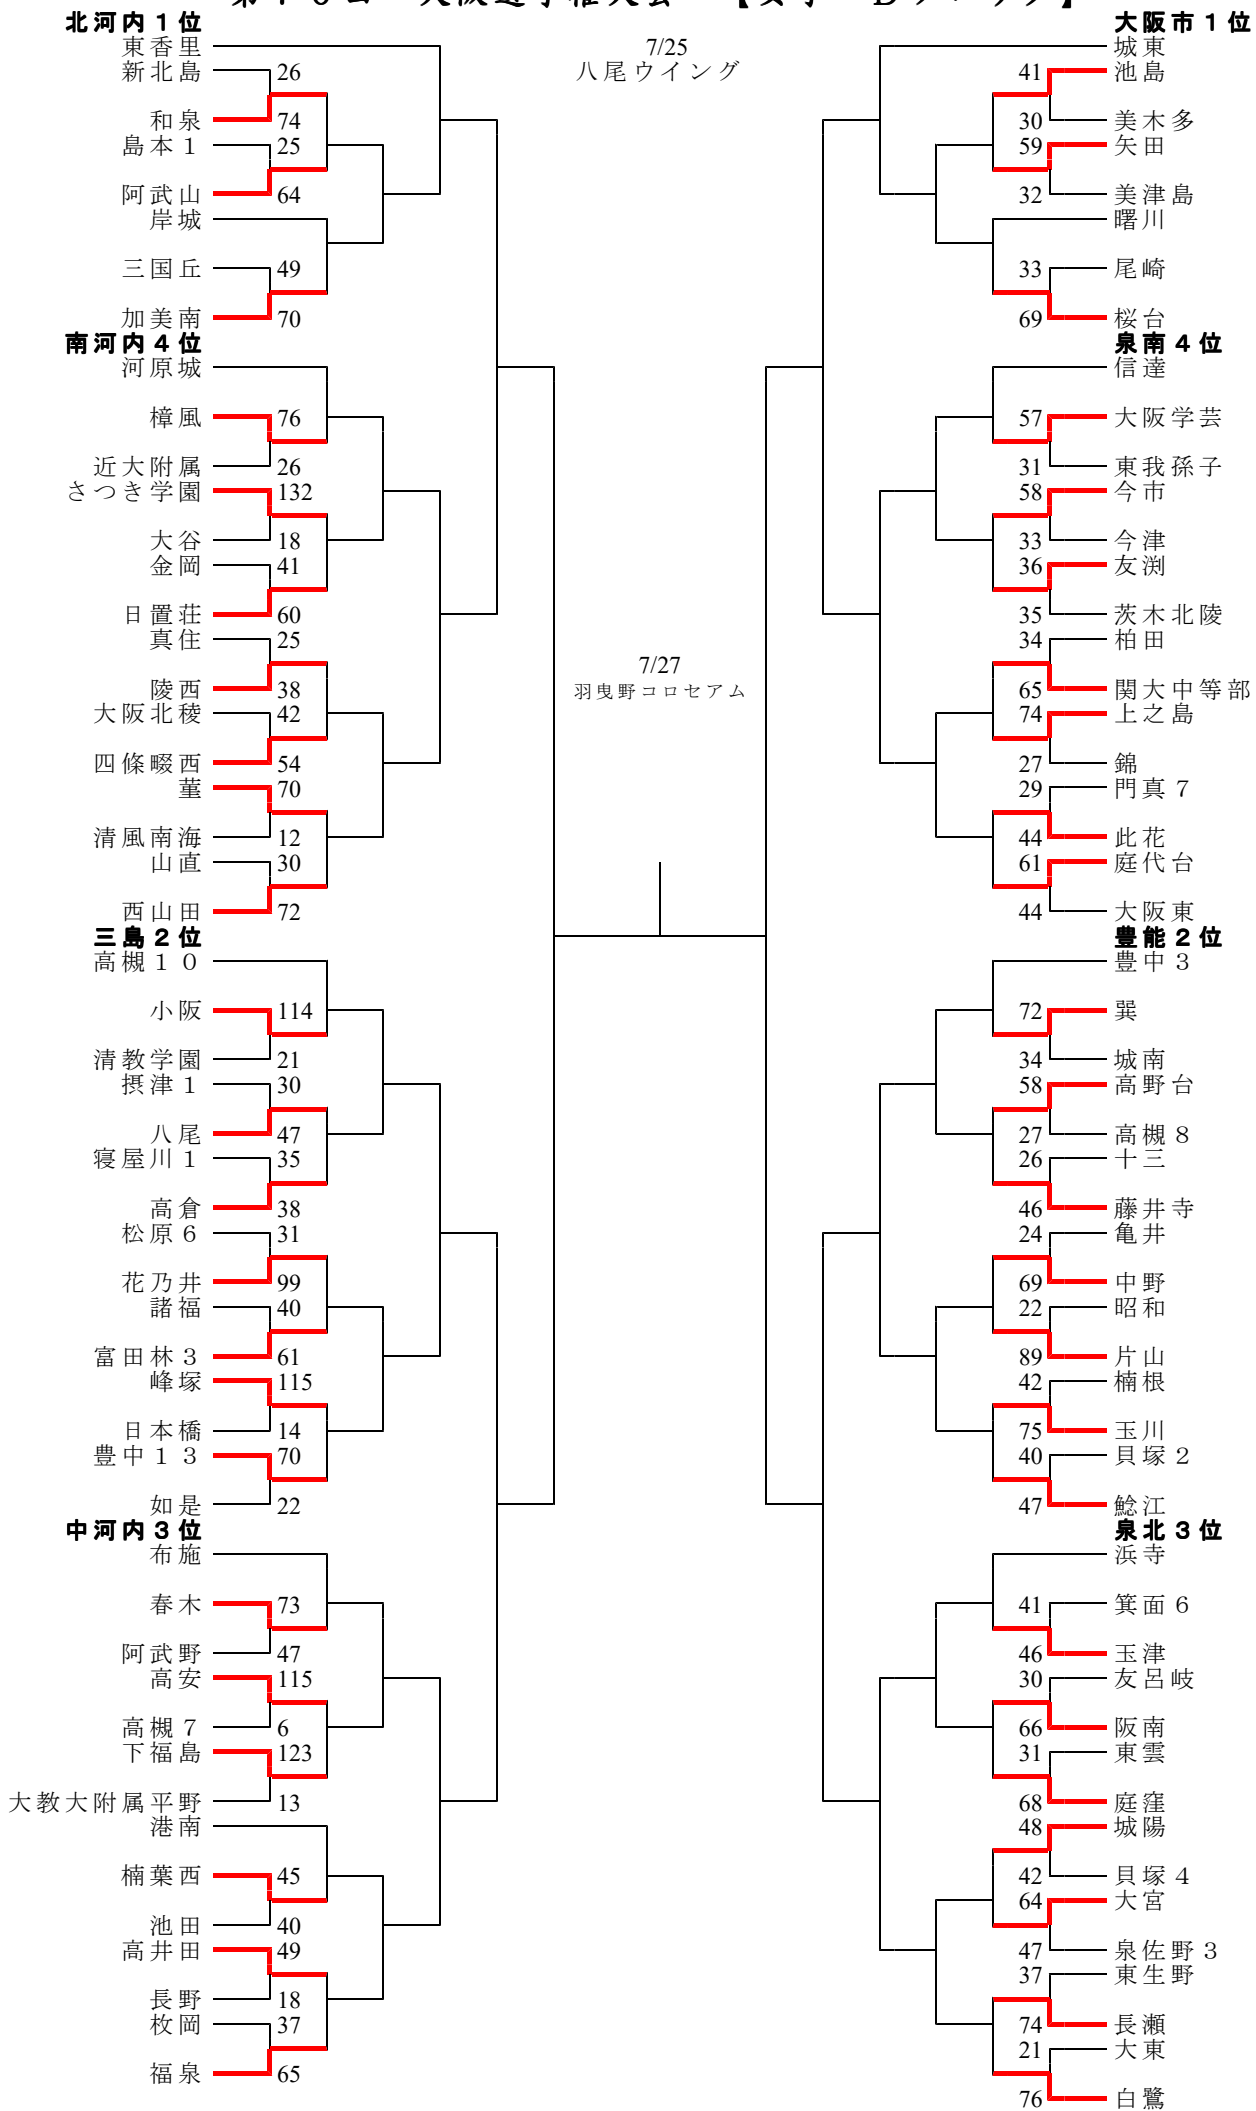 北河内１位
東香里
新北島 26
和泉 74
島本１ 25
阿武山 64
岸城
三国丘 49
加美南 70
南河内４位
河原城
樟風 76
近大附属 26
さつき学園 132
大谷 18
金岡 41
日置荘 60
真住 25
陵西 38
大阪北稜 42
四條畷西 54
菫 70
清風南海 12
山直 30
西山田 72
三島２位
高槻１０
小阪 114
清教学園 21
摂津１ 30
八尾 47
寝屋川１ 35
高倉 38
松原６ 31
花乃井 99
諸福 40
富田林３ 61
峰塚 115
日本橋 14
豊中１３ 70
如是 22
中河内３位
布施
春木 73
阿武野 47
高安 115
高槻７ 6
下福島 123
大教大附属平野 13
港南
楠葉西 45
池田 40
高井田 49
長野 18
枚岡 37
福泉 65
7/25
八尾ウイング
7/27
羽曳野コロセアム
大阪市１位
城東
41 池島
30 美木多
59 矢田
32 美津島
曙川
33 尾崎
69 桜台
泉南４位
信達
57 大阪学芸
31 東我孫子
58 今市
33 今津
36 友渕
35 茨木北陵
34 柏田
65 関大中等部
74 上之島
27 錦
29 門真７
44 此花
61 庭代台
44 大阪東
豊能２位
豊中３
72 巽
34 城南
58 高野台
27 高槻８
26 十三
46 藤井寺
24 亀井
69 中野
22 昭和
89 片山
42 楠根
75 玉川
40 貝塚２
47 鯰江
泉北３位
浜寺
41 箕面６
46 玉津
30 友呂岐
66 阪南
31 東雲
68 庭窪
48 城陽
42 貝塚４
64 大宮
47 泉佐野３
37 東生野
74 長瀬
21 大東
76 白鷺